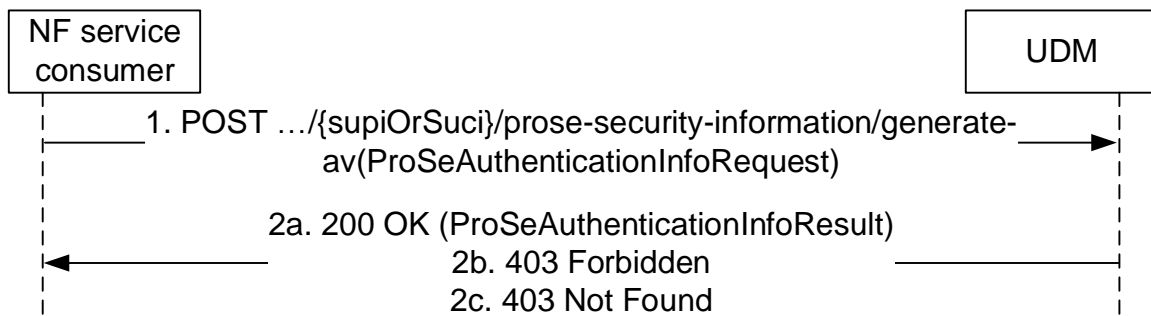 NF service
consumer
UDM
1. POST …/{supiOrSuci}/prose-security-information/generate-
av(ProSeAuthenticationInfoRequest)
2a. 200 OK (ProSeAuthenticationInfoResult)
2b. 403 Forbidden
2c. 403 Not Found